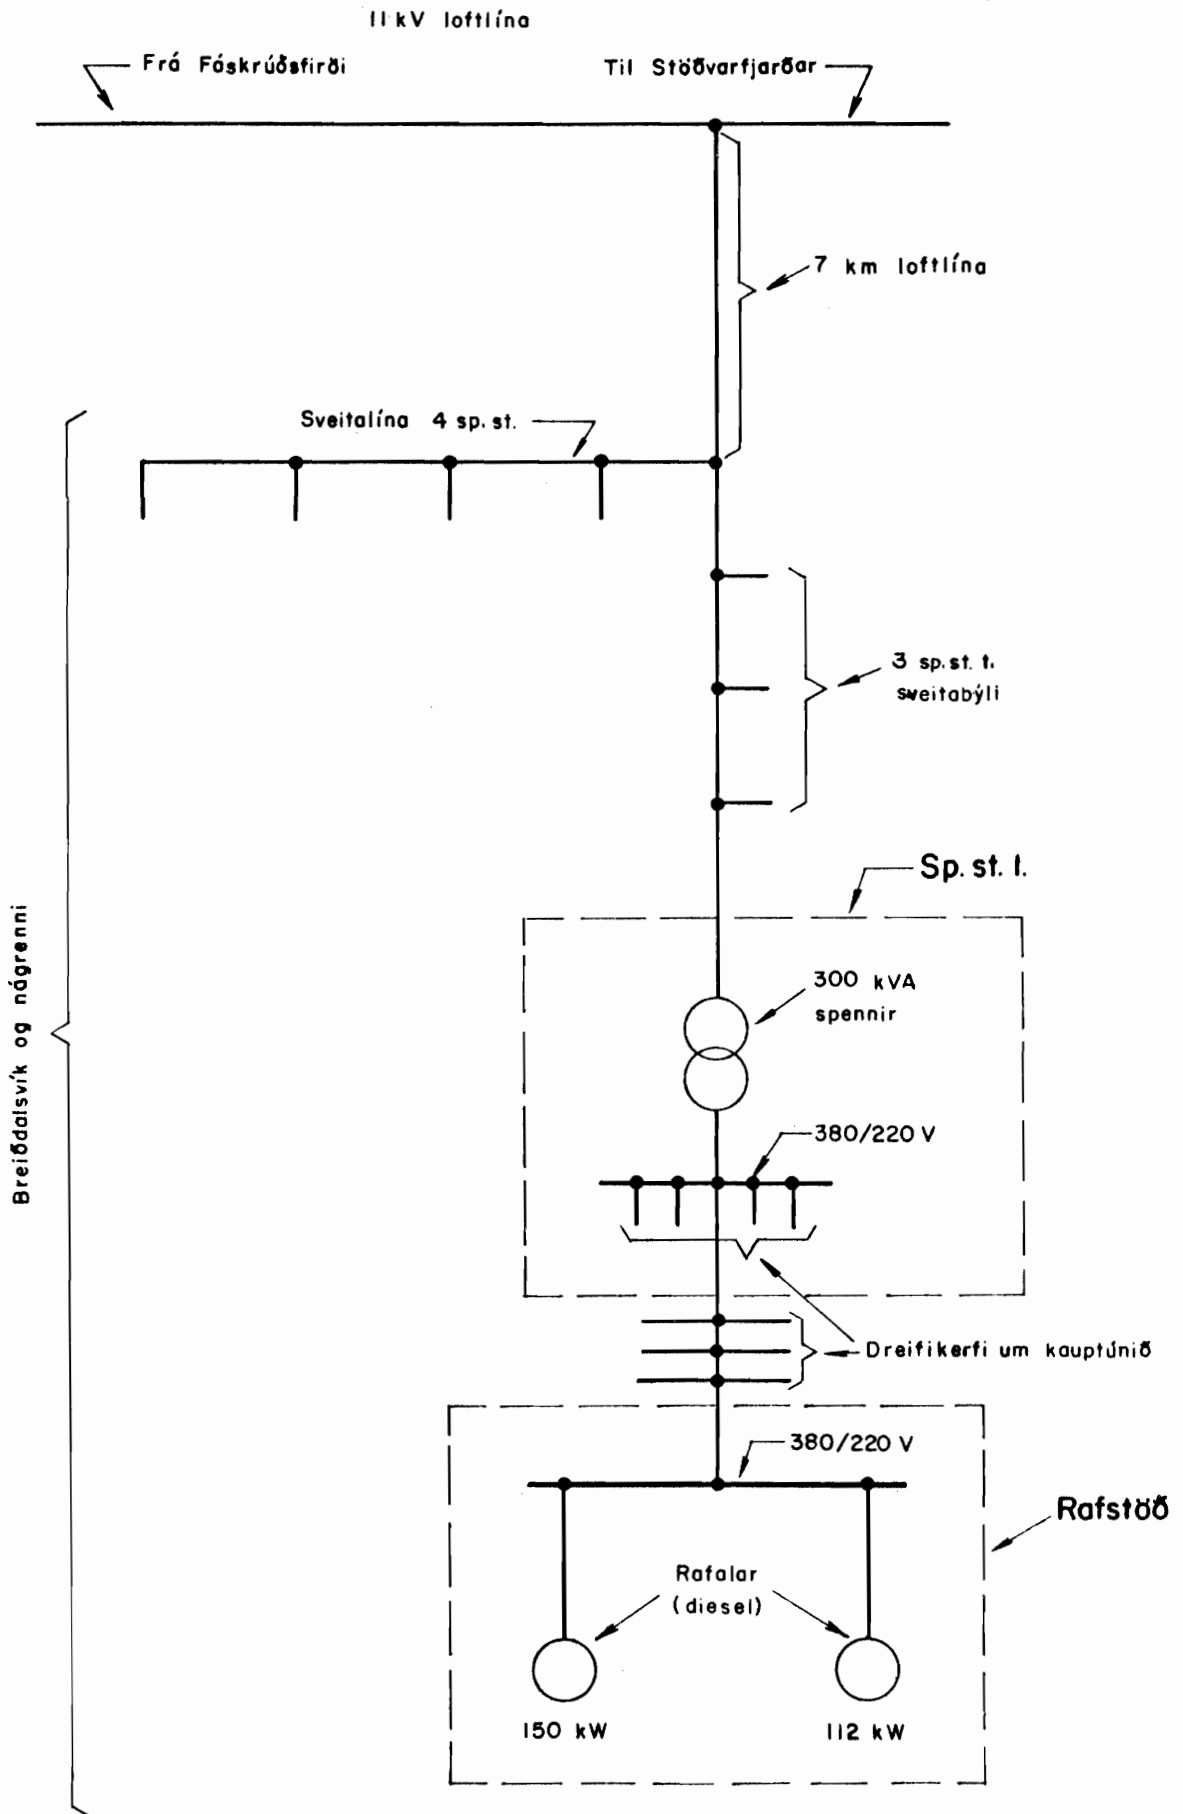 11 kV loftlína
Frá Fáskrúðsfirði
Til Stöðvarfjarðar
7 km loftlína
Sveitalína 4 sp. st.
3 sp. st. t.
sveitabýli
Sp. st. I.
300 kVA
spennir
Breiðdalsvík og nágrenni
380/220 V
Dreifikerfi um kauptúnið
380/220 V
Rafstöð
Rafalar
(diesel)
150 kW
112 kW